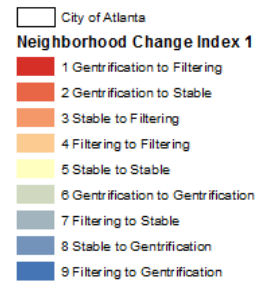 City of Atlanta
Neighborhood Change Index 1
1 Gentrification to Filtering
2 Gentrification to Stable
3 Stable to Filtering
4 Filtering to Filtering
5 Stable to Stable
6 Gentrification to Gentrification
7 Filtering to Stable
8 Stable to Gentrification
9 Filtering to Gentrification